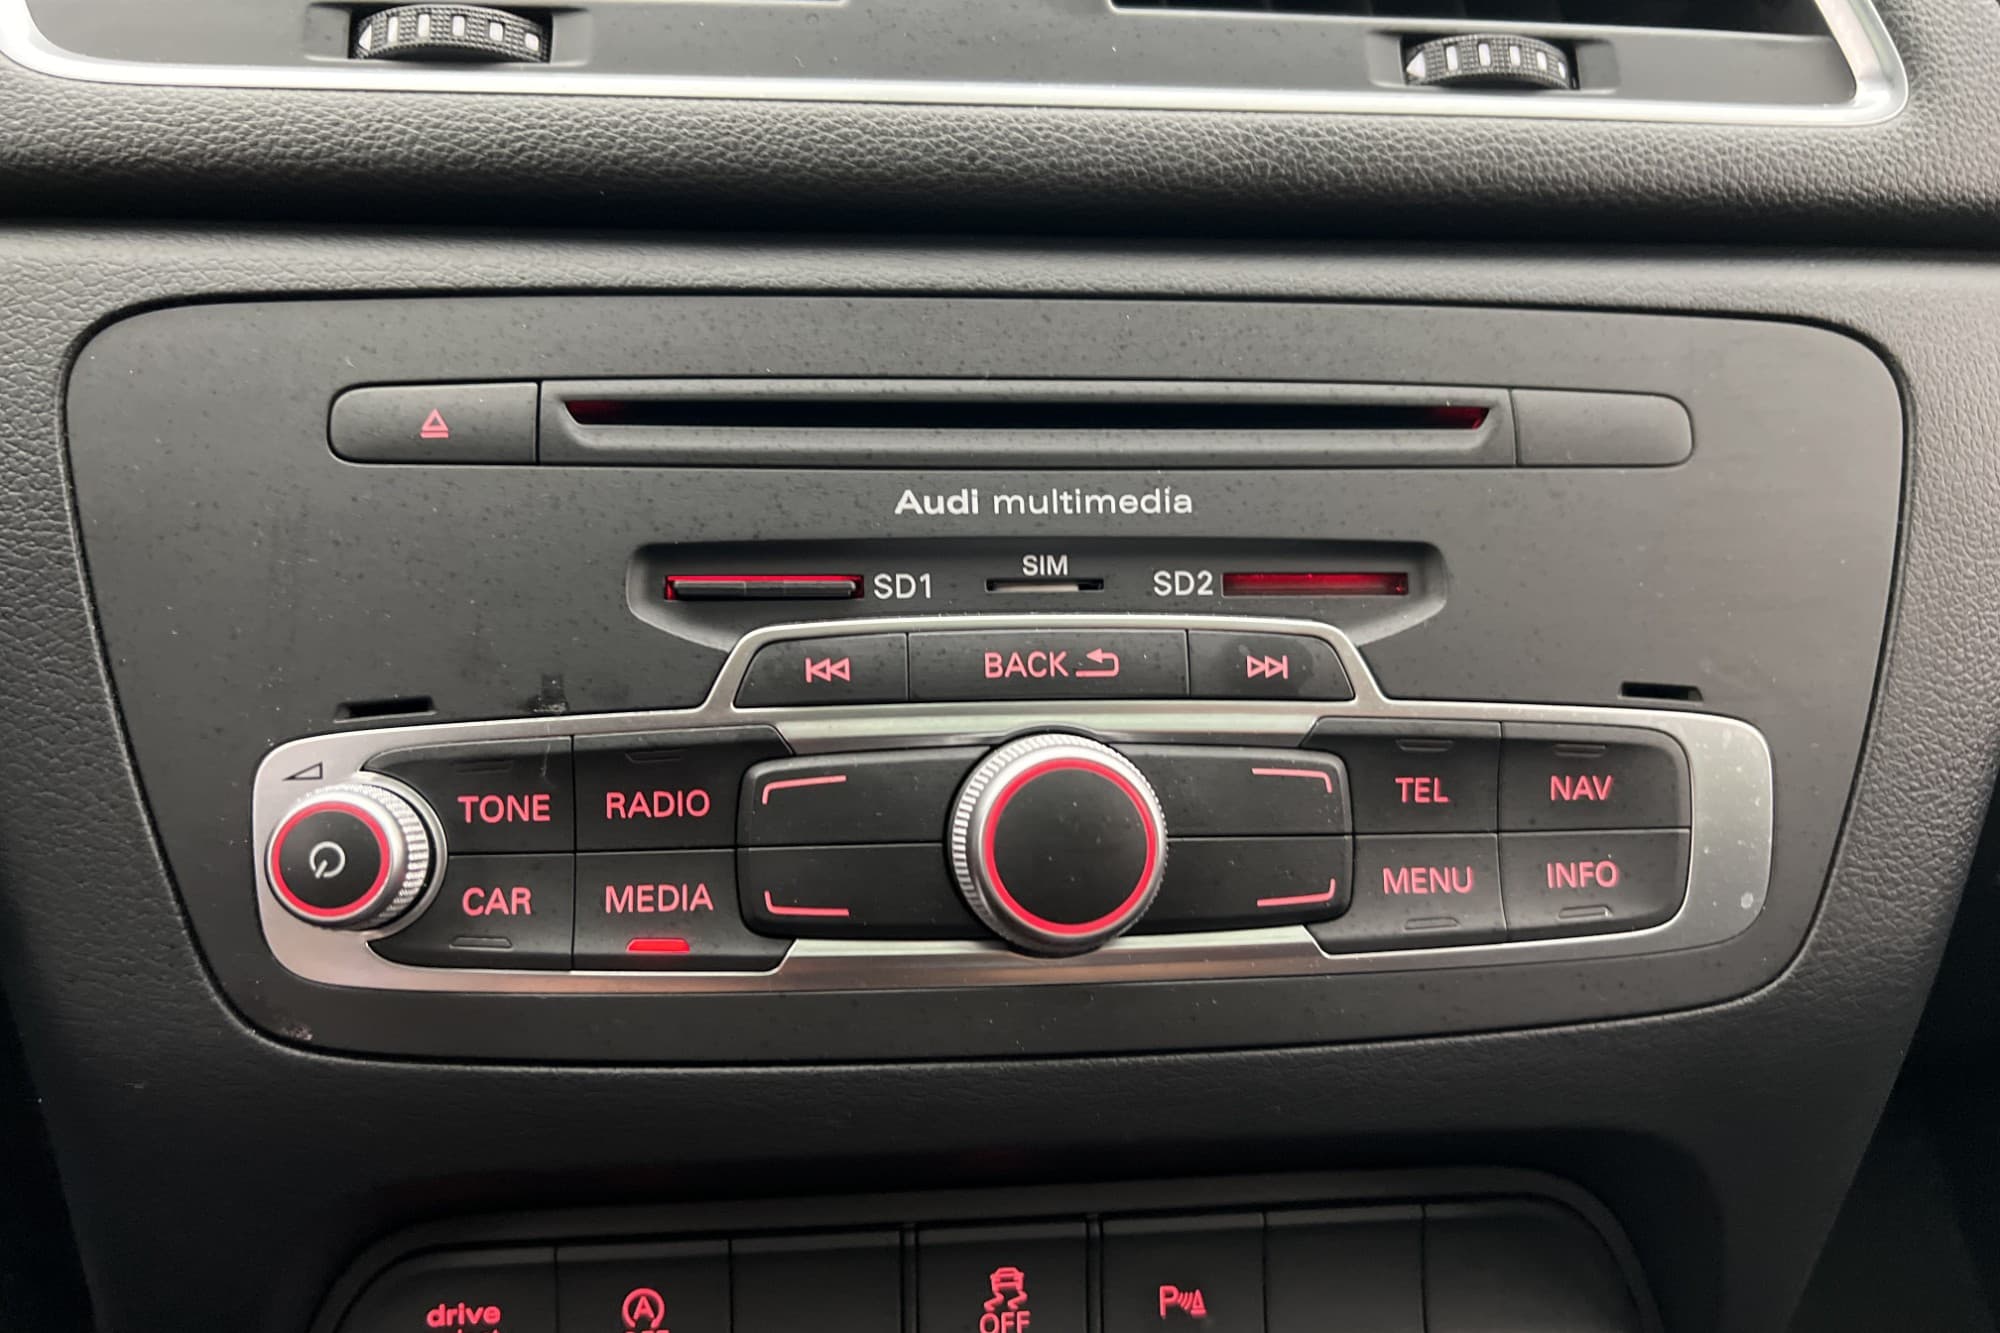 Audi multimedia
SD1
SIM
SD2
BACK
TONE
RADIO
TEL
NAV
CAR
MEDIA
MENU
INFO
drive
A
OFF
P